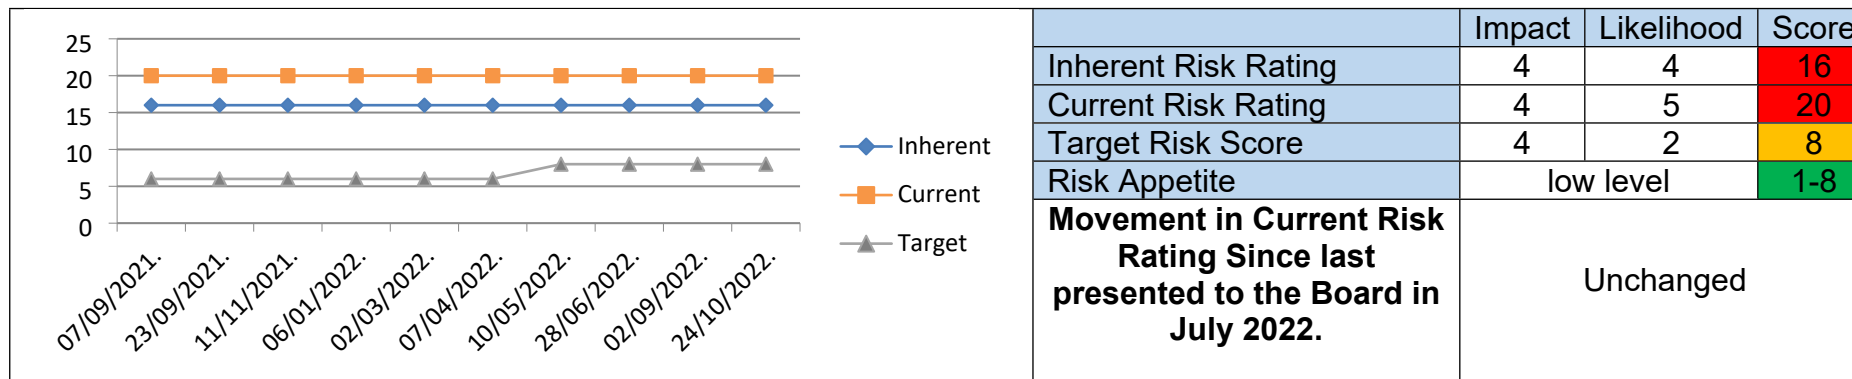 25
20
15
10
5
0
07/09/2021.
23/09/2021.
11/11/2021.
06/01/2022.
02/03/2022.
07/04/2022.
10/05/2022.
28/06/2022.
02/09/2022.
24/10/2022.
Inherent
Current
Target
Impact Likelihood Score
Inherent Risk Rating 4 4 16
Current Risk Rating 4 5 20
Target Risk Score 4 2 8
Risk Appetite low level 1-8
Movement in Current Risk
Rating Since last
presented to the Board in
July 2022.
Unchanged